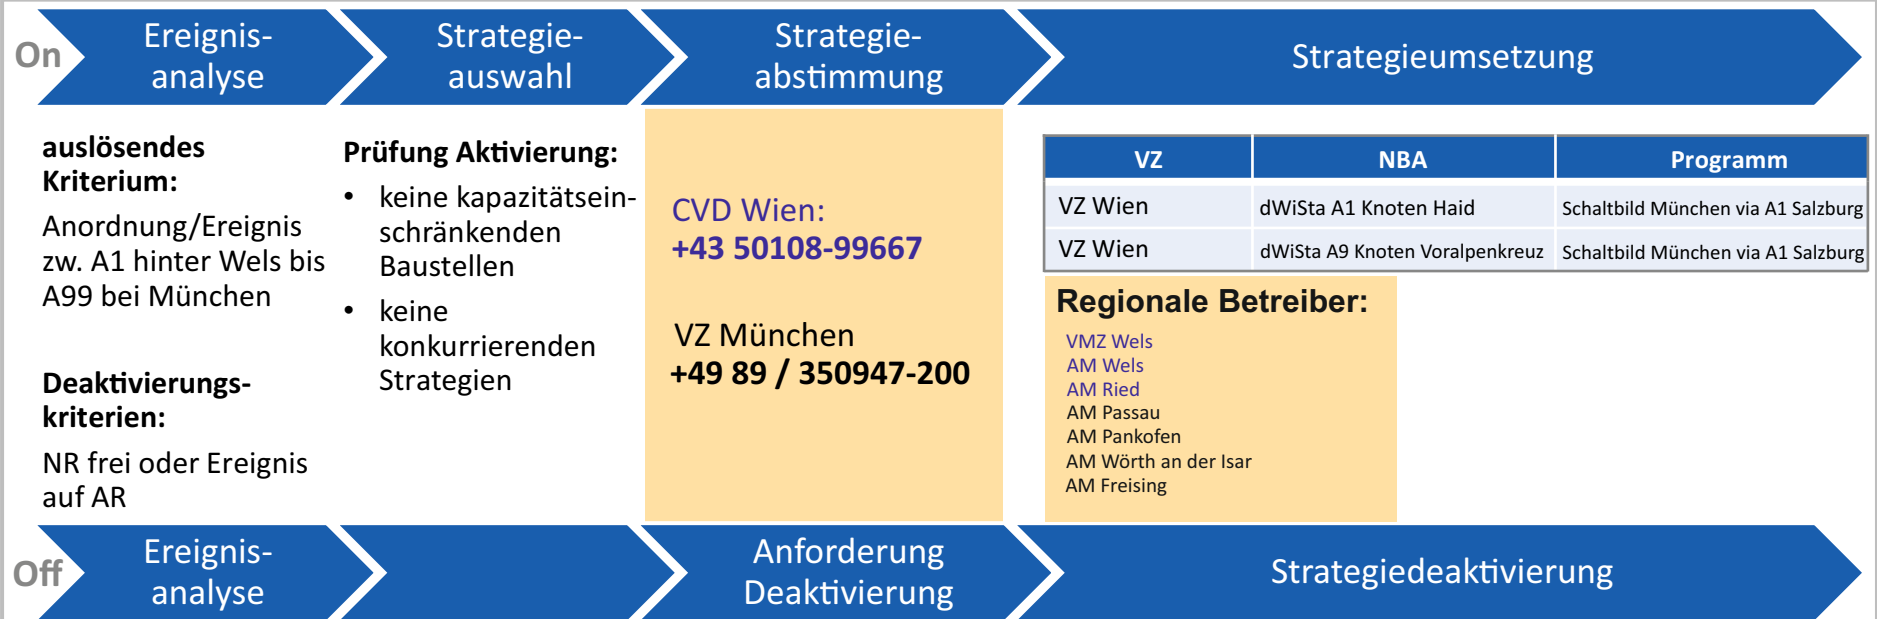 On
Ereignis-
analyse
Strategie-
auswahl
Strategie-
abstimmung
Strategieumsetzung
auslösendes
Kriterium:
Anordnung/Ereignis
zw. A1 hinter Wels bis
A99 bei München
Deaktivierungs-
kriterien:
NR frei oder Ereignis
auf AR
Prüfung Aktivierung:
• keine kapazitätsein-
schränkenden
Baustellen
• keine
konkurrierenden
Strategien
CVD Wien:
+43 50108-99667
VZ München
+49 89 / 350947-200
VZ NBA Programm
VZ Wien dWiSta A1 Knoten Haid Schaltbild München via A1 Salzburg
VZ Wien dWiSta A9 Knoten Voralpenkreuz Schaltbild München via A1 Salzburg
Regionale Betreiber:
VMZ Wels
AM Wels
AM Ried
AM Passau
AM Pankofen
AM Wörth an der Isar
AM Freising
Off
Ereignis-
analyse
Anforderung
Deaktivierung
Strategiedeaktivierung